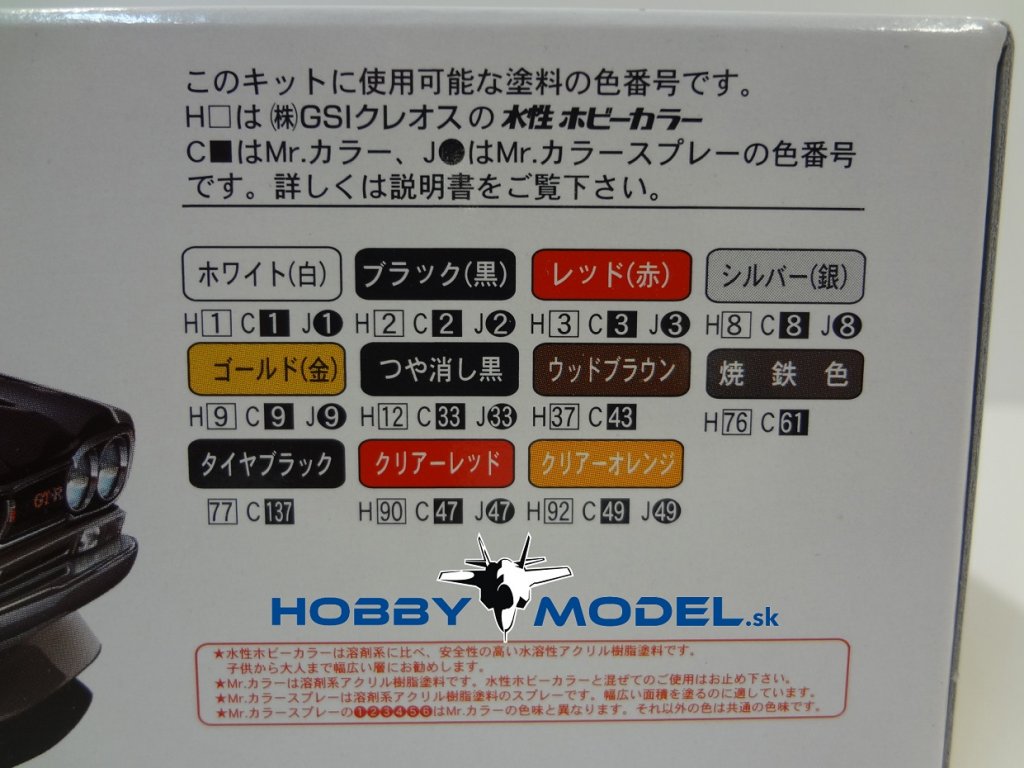 このキットに使用可能な塗料の色番号です。
H□は㈱GSIクレオスの 水性 ホビーカラー
C■はMr.カラー、J●はMr.カラースプレーの色番号
です。詳しくは説明書をご覧下さい。
ホワイト(白) ブラック(黒) レッド(赤) シルバー(銀)
H1 C1 J1 H2 C2 J2 H3 C3 J3 H8 C8 J8
ゴールド(金) つや消し黒 ウッドブラウン 焼鉄色
H9 C9 J9 H12 C33 J33 H37 C43 H76 C61
タイヤブラック クリアーレッド クリアーオレンジ
77 C137 H90 C47 J47 H92 C49 J49
GT-R
HOBBY MODEL.sk
★水性ホビーカラーは溶剤系に比べ、安全性の高い水溶性アクリル樹脂塗料です。
子供から大人まで幅広い層にお勧めします。
★Mr.カラーは溶剤系アクリル樹脂塗料です。水性ホビーカラーと混ぜてのご使用はお止め下さい。
★Mr.カラースプレーは溶剤系アクリル樹脂塗料のスプレーです。幅広い面積を塗るのに適しています。
★Mr.カラースプレーの❶❷❸❹❺❻はMr.カラーの色味と異なります。それ以外の色は共通の色味です。